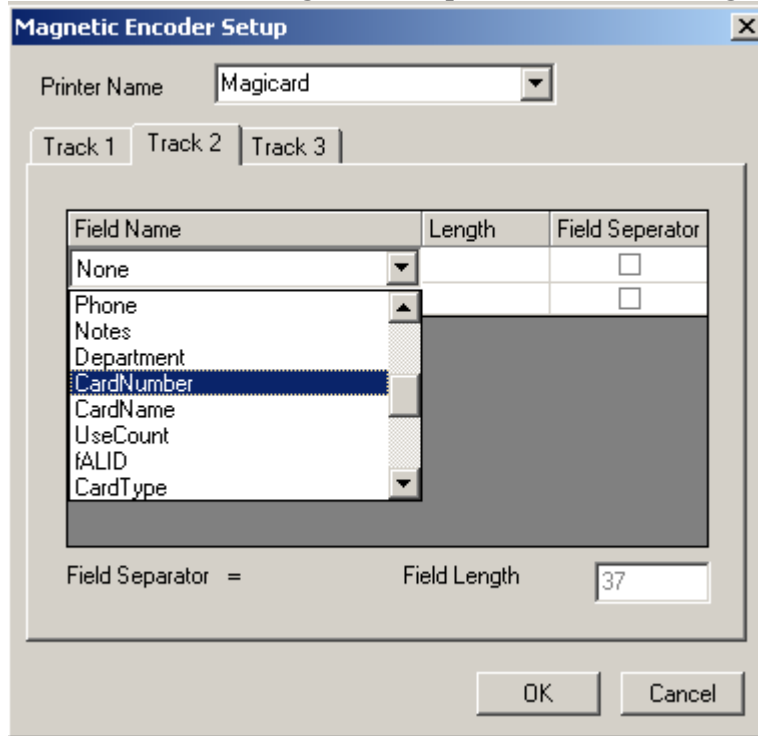 Magnetic Encoder Setup
Printer Name Magicard
Track 1 Track 2 Track 3
Field Name Length Field Seperator
None
Phone
Notes
Department
CardNumber
CardName
UseCount
fALID
CardType
Field Separator = Field Length 37
OK Cancel